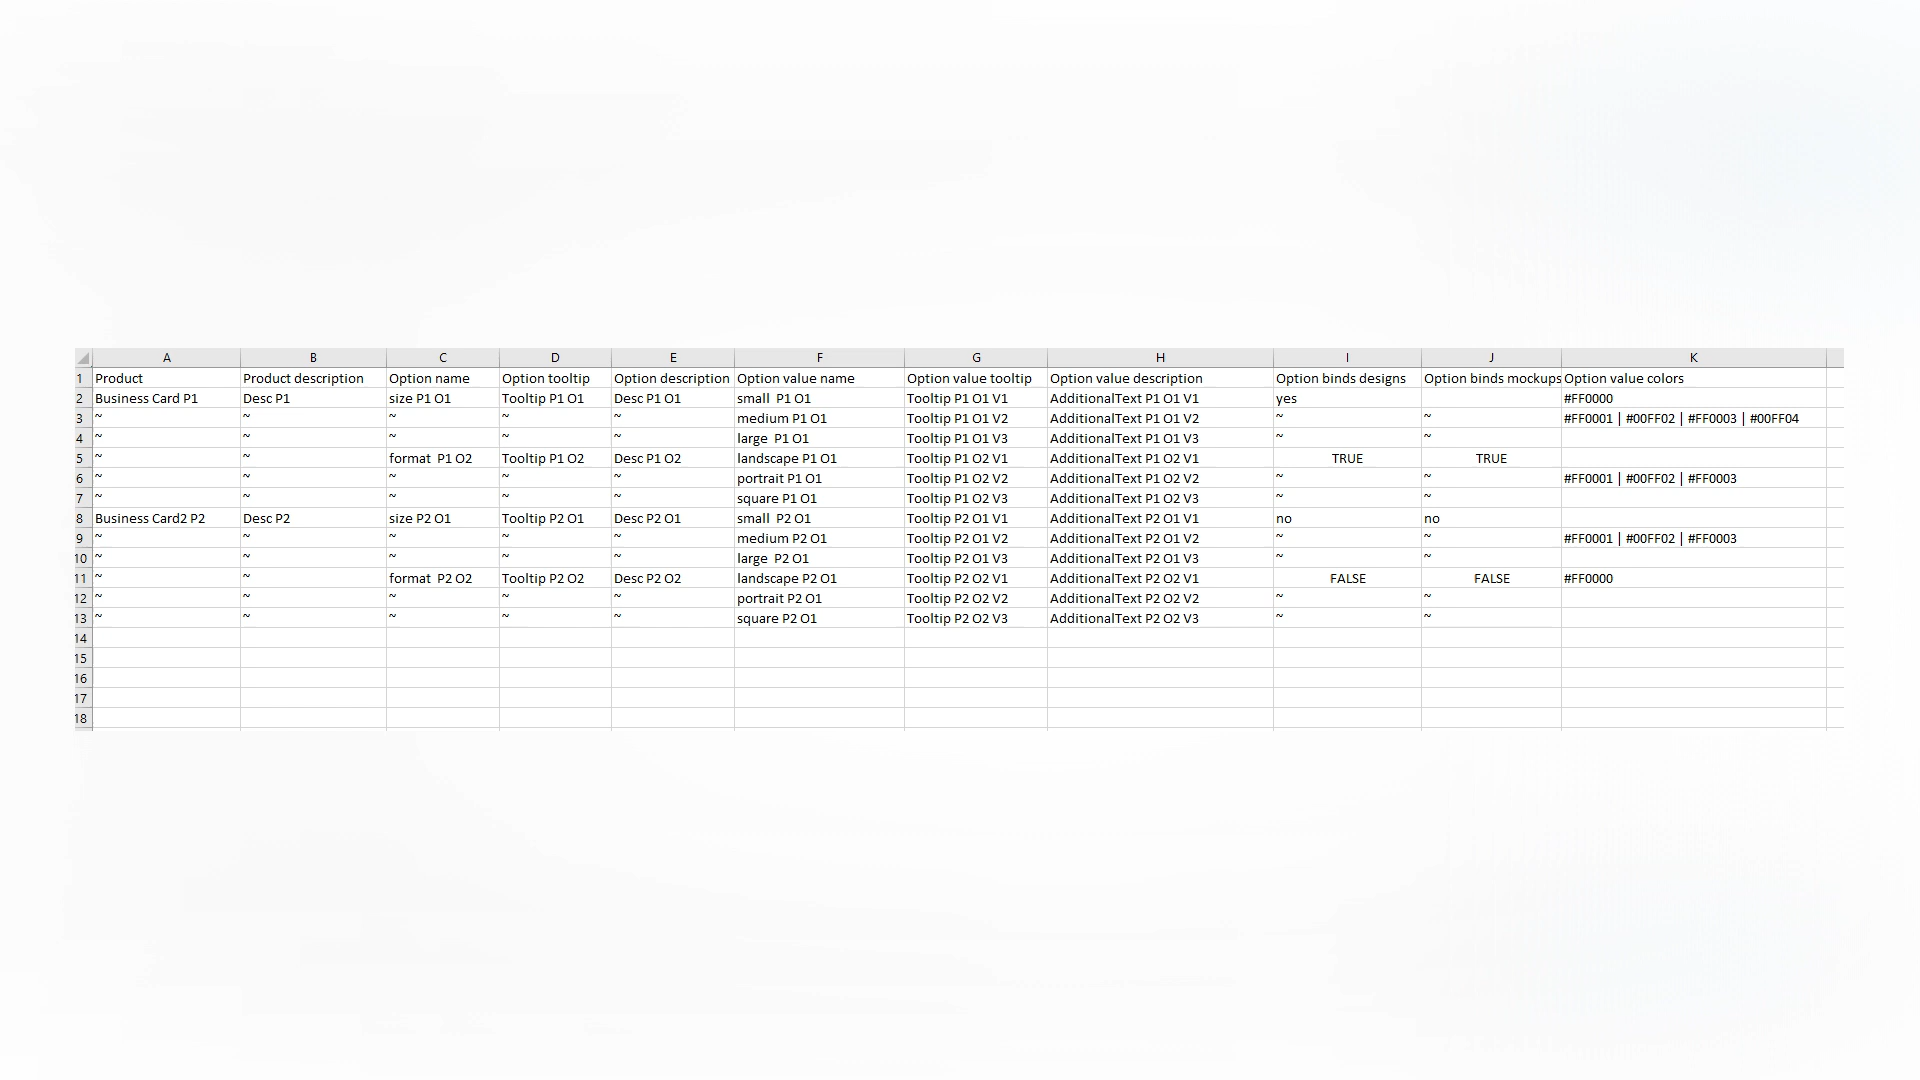 A B C D E F G H I J K
1 Product Product description Option name Option tooltip Option description Option value name Option value tooltip Option value description Option binds designs Option binds mockups Option value colors
2 Business Card P1 Desc P1 size P1 O1 Tooltip P1 O1 Desc P1 O1 small  P1 O1 Tooltip P1 O1 V1 AdditionalText P1 O1 V1 yes #FF0000
3 ~ ~ ~ ~ ~ medium P1 O1 Tooltip P1 O1 V2 AdditionalText P1 O1 V2 ~ ~ #FF0001 | #00FF02 | #FF0003 | #00FF04
4 ~ ~ ~ ~ ~ large  P1 O1 Tooltip P1 O1 V3 AdditionalText P1 O1 V3 ~ ~
5 ~ ~ format  P1 O2 Tooltip P1 O2 Desc P1 O2 landscape P1 O1 Tooltip P1 O2 V1 AdditionalText P1 O2 V1 TRUE TRUE
6 ~ ~ ~ ~ ~ portrait P1 O1 Tooltip P1 O2 V2 AdditionalText P1 O2 V2 ~ ~ #FF0001 | #00FF02 | #FF0003
7 ~ ~ ~ ~ ~ square P1 O1 Tooltip P1 O2 V3 AdditionalText P1 O2 V3 ~ ~
8 Business Card2 P2 Desc P2 size P2 O1 Tooltip P2 O1 Desc P2 O1 small  P2 O1 Tooltip P2 O1 V1 AdditionalText P2 O1 V1 no no
9 ~ ~ ~ ~ ~ medium P2 O1 Tooltip P2 O1 V2 AdditionalText P2 O1 V2 ~ ~ #FF0001 | #00FF02 | #FF0003
10 ~ ~ ~ ~ ~ large  P2 O1 Tooltip P2 O1 V3 AdditionalText P2 O1 V3 ~ ~
11 ~ ~ format  P2 O2 Tooltip P2 O2 Desc P2 O2 landscape P2 O1 Tooltip P2 O2 V1 AdditionalText P2 O2 V1 FALSE FALSE #FF0000
12 ~ ~ ~ ~ ~ portrait P2 O1 Tooltip P2 O2 V2 AdditionalText P2 O2 V2 ~ ~
13 ~ ~ ~ ~ ~ square P2 O1 Tooltip P2 O2 V3 AdditionalText P2 O2 V3 ~ ~
14
15
16
17
18